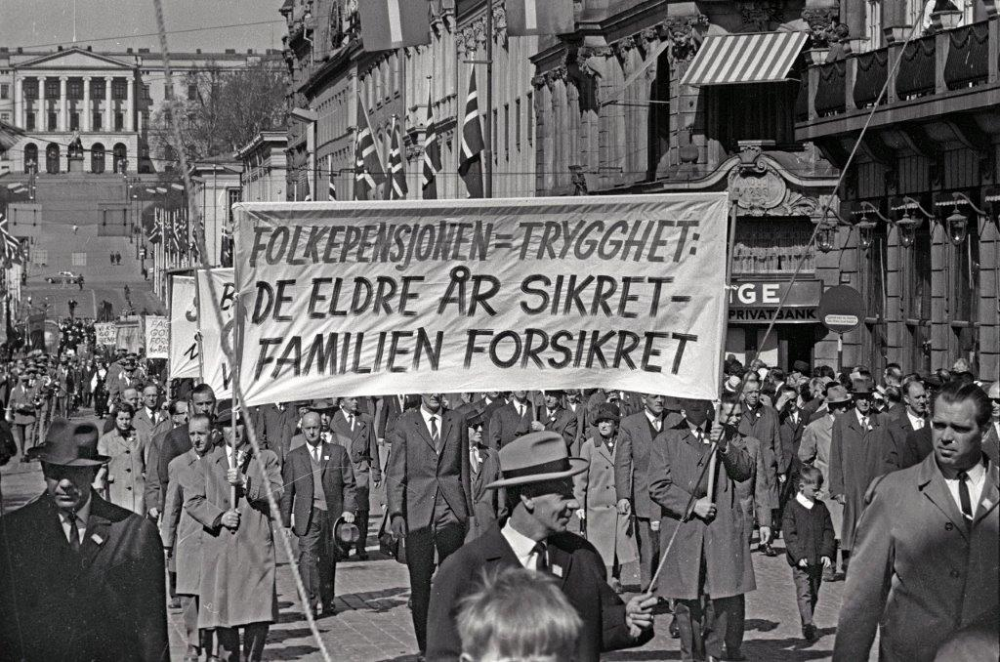 FOLKEPENSJONEN=TRYGGHET:
DE ELDRE ÅR SIKRET-
FAMILIEN FORSIKRET
GE
PRIVATBANK